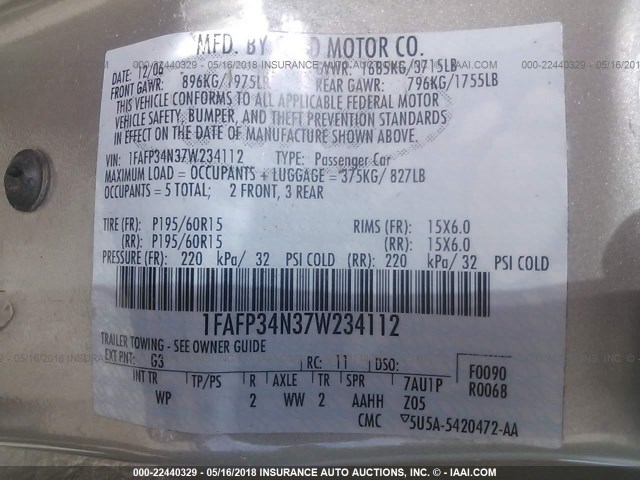 MFD. BY FORD MOTOR CO.
000-22440329 - 05/16/2018 INSURANCE AUTO AUCTIONS - IAAI.COM 000-22440329 - 05/16/2018
DATE: 12/06 GVWR: 1685KG/3715LB
FRONT GAWR: 896KG/1975LB REAR GAWR: 796KG/1755LB
THIS VEHICLE CONFORMS TO ALL APPLICABLE FEDERAL MOTOR
VEHICLE SAFETY, BUMPER, AND THEFT PREVENTION STANDARDS
IN EFFECT ON THE DATE OF MANUFACTURE SHOWN ABOVE.
VIN: 1FAFP34N37W234112 TYPE: Passenger Car
MAXIMUM LOAD = OCCUPANTS + LUGGAGE = 375KG/ 827LB
OCCUPANTS = 5 TOTAL; 2 FRONT, 3 REAR
TIRE (FR): P195/60R15 RIMS (FR): 15X6.0
(RR): P195/60R15 (RR): 15X6.0
PRESSURE (FR): 220 kPa/ 32 PSI COLD (RR): 220 kPa/ 32 PSI COLD
1FAFP34N37W234112
TRAILER TOWING - SEE OWNER GUIDE
EXT PNT: G3 RC: 11 DSO: F0090
R0068
INT TR TP/PS R AXLE TR SPR 7AU1P
WP 2 WW 2 AAHH Z05
CMC 5U5A-5420472-AA
000-22440329 - 05/16/2018 INSURANCE AUTO AUCTIONS - IAAI.COM